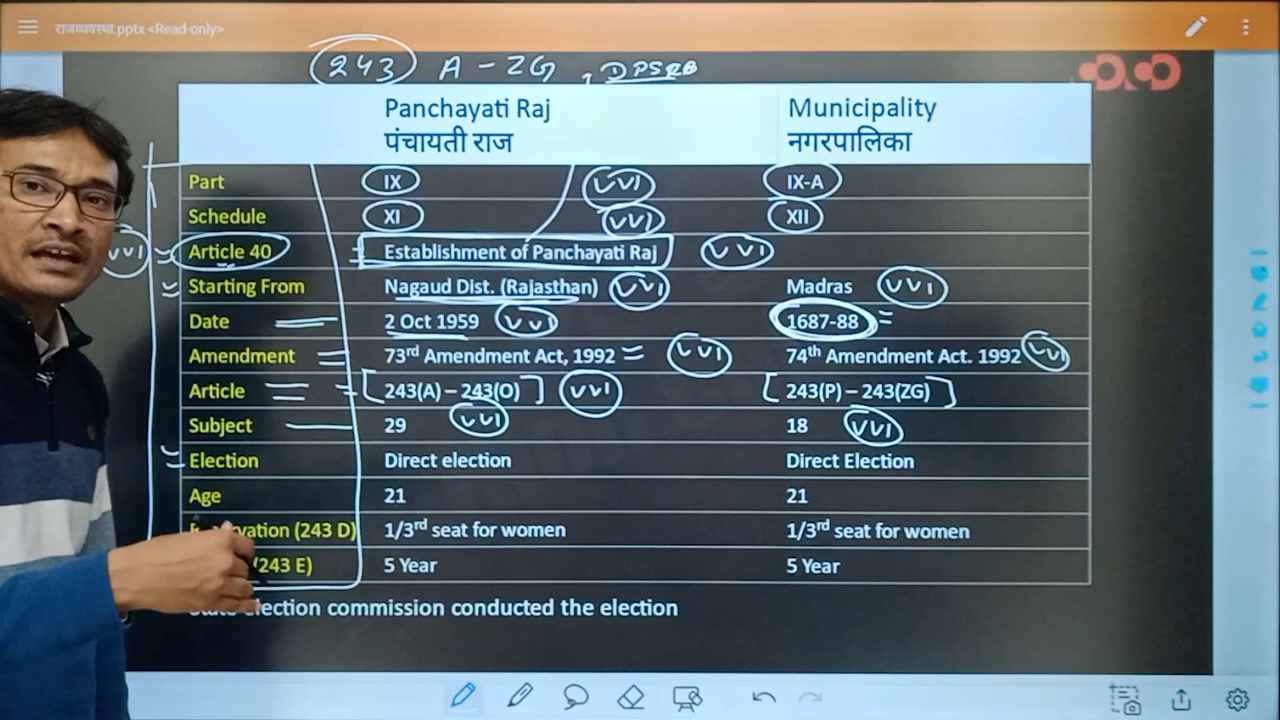 राजव्यवस्था.pptx <Read-only>
243 A - ZG , DPSRB
Panchayati Raj Municipality
पंचायती राज नगरपालिका
Part IX VVI IX-A
Schedule XI VVI XII
VVI Article 40 Establishment of Panchayati Raj VVI
Starting From Nagaud Dist. (Rajasthan) VVI Madras VVI
Date 2 Oct 1959 VVI 1687-88
Amendment 73rd Amendment Act, 1992 VVI 74th Amendment Act. 1992 VVI
Article 243(A) – 243(O) VVI 243(P) – 243(ZG)
Subject 29 VVI 18 VVI
Election Direct election Direct Election
Age 21 21
(243 D) 1/3rd seat for women 1/3rd seat for women
(243 E) 5 Year 5 Year
election commission conducted the election